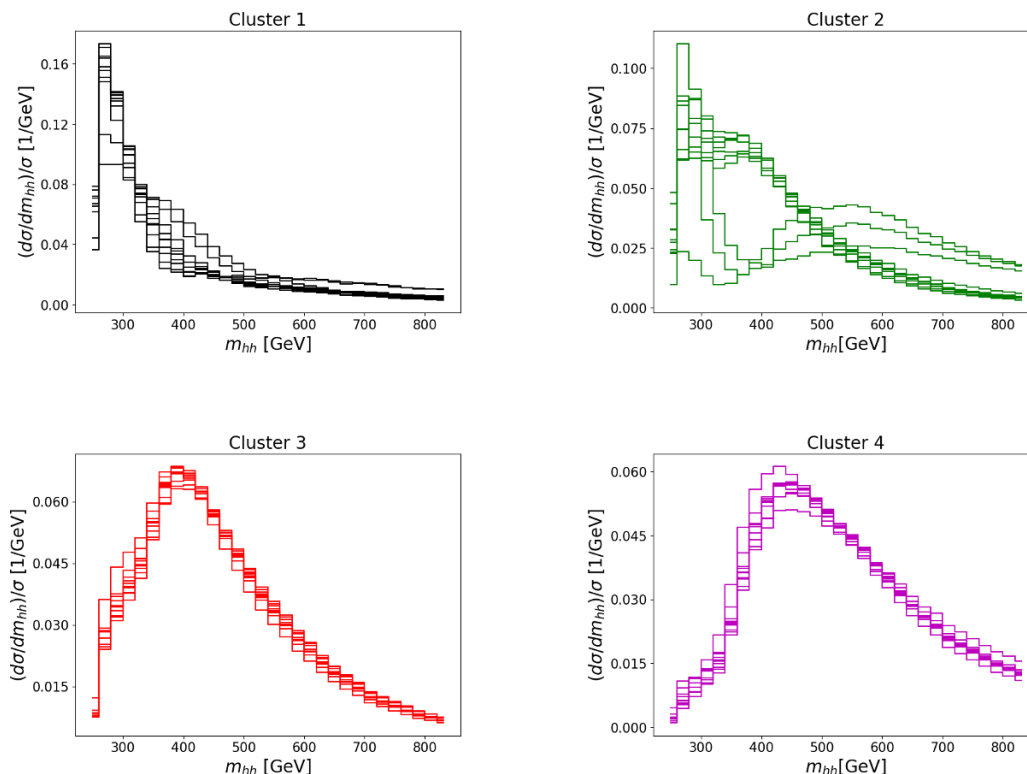 Cluster 1
(dσ/dm_hh)/σ [1/GeV]
0.16
0.12
0.08
0.04
0.00
300 400 500 600 700 800
m_hh [GeV]
Cluster 2
(dσ/dm_hh)/σ [1/GeV]
0.100
0.075
0.050
0.025
0.000
300 400 500 600 700 800
m_hh[GeV]
Cluster 3
(dσ/dm_hh)/σ [1/GeV]
0.060
0.045
0.030
0.015
300 400 500 600 700 800
m_hh [GeV]
Cluster 4
(dσ/dm_hh)/σ [1/GeV]
0.060
0.045
0.030
0.015
0.000
300 400 500 600 700 800
m_hh [GeV]